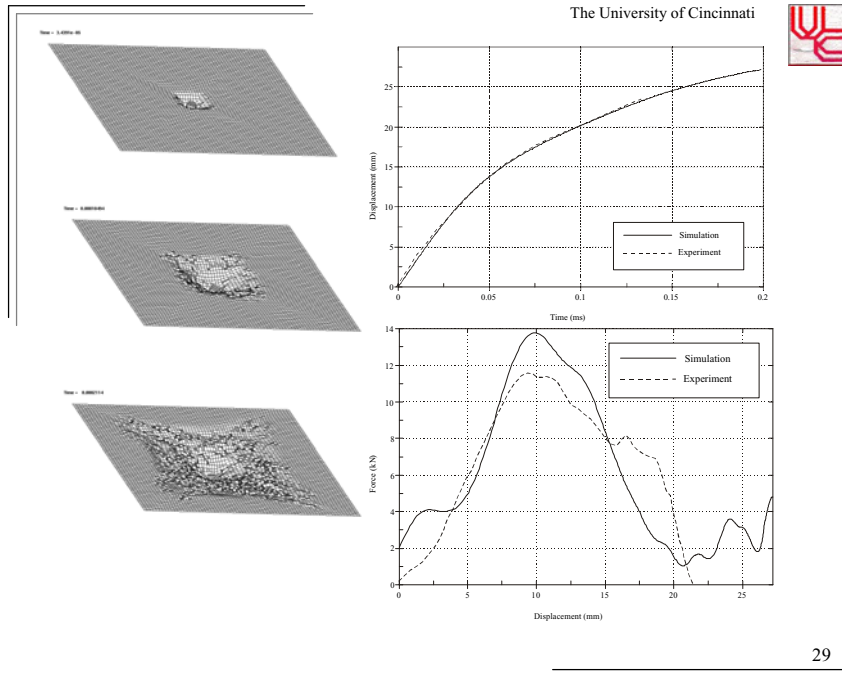 The University of Cincinnati
UC
25
20
15
10
5
0
Displacement (mm)
Simulation
Experiment
0.05
0.1
0.15
0.2
Time (ms)
14
12
10
8
6
4
2
0
Force (kN)
Simulation
Experiment
0
5
10
15
20
25
Displacement (mm)
29